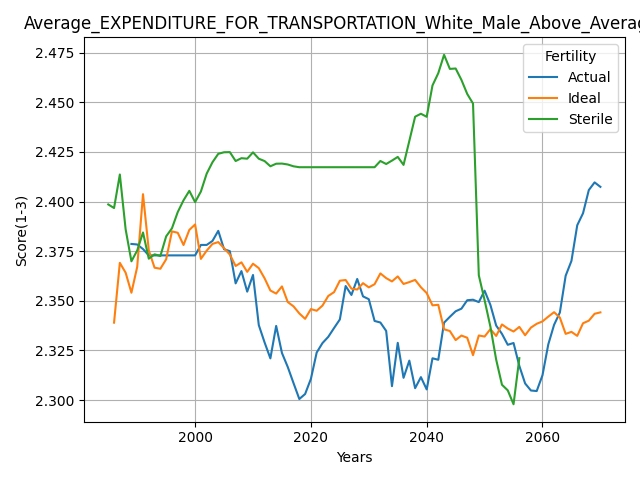 Average_EXPENDITURE_FOR_TRANSPORTATION_White_Male_Above_Averag
Fertility
Actual
Ideal
Sterile
Score(1-3)
2.475
2.450
2.425
2.400
2.375
2.350
2.325
2.300
2000
2020
2040
2060
Years